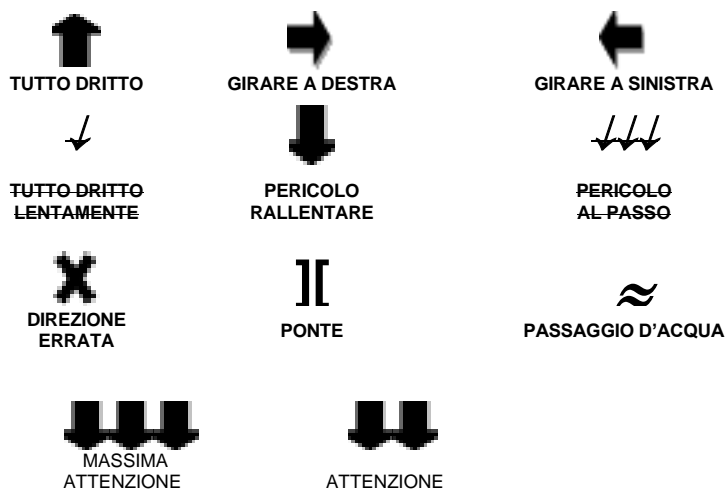 TUTTO DRITTO
GIRARE A DESTRA
GIRARE A SINISTRA
TUTTO DRITTO
LENTAMENTE
PERICOLO
RALLENTARE
PERICOLO
AL PASSO
DIREZIONE
ERRATA
][
PONTE
≈
PASSAGGIO D'ACQUA
MASSIMA
ATTENZIONE
ATTENZIONE